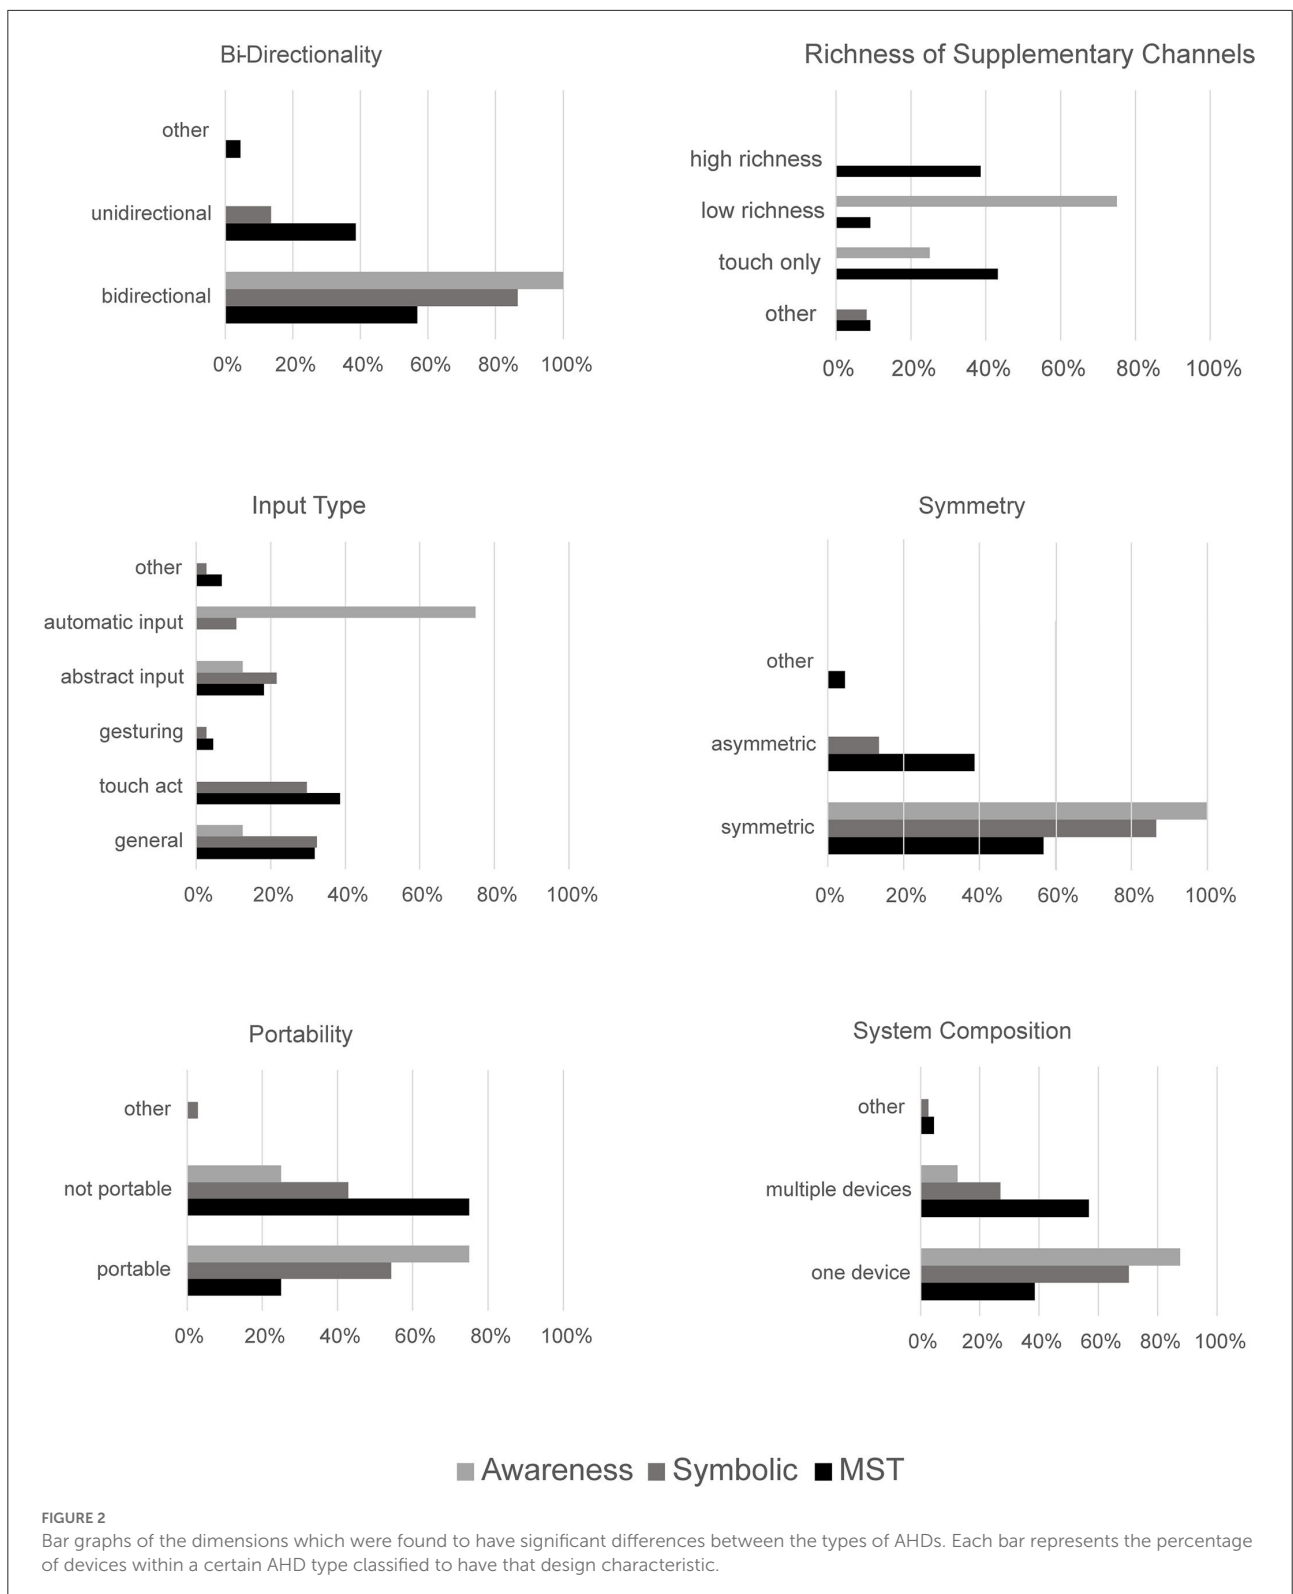 Bi-Directionality
other
unidirectional
bidirectional
0% 20% 40% 60% 80% 100%
Richness of Supplementary Channels
high richness
low richness
touch only
other
0% 20% 40% 60% 80% 100%
Input Type
other
automatic input
abstract input
gesturing
touch act
general
0% 20% 40% 60% 80% 100%
Symmetry
other
asymmetric
symmetric
0% 20% 40% 60% 80% 100%
Portability
other
not portable
portable
0% 20% 40% 60% 80% 100%
System Composition
other
multiple devices
one device
0% 20% 40% 60% 80% 100%
Awareness Symbolic MST
FIGURE 2
Bar graphs of the dimensions which were found to have significant differences between the types of AHDs. Each bar represents the percentage
of devices within a certain AHD type classified to have that design characteristic.